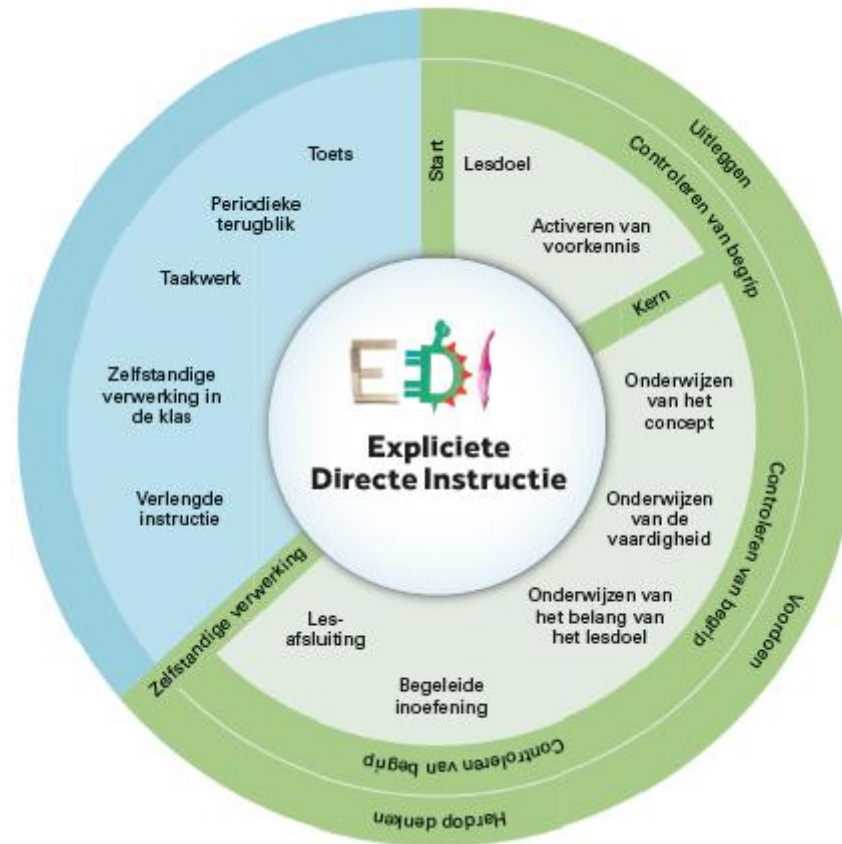 Uitleggen
Controleren van begrip
Start
Lesdoel
Activeren van
voorkennis
Kern
Onderwijzen
van het
concept
Onderwijzen
van de
vaardigheid
Onderwijzen van
het belang van
het lesdoel
Controleren van begrip
Voordoen
Begeleide
inoefening
Les-
afsluiting
Controleren van begrip
Hardop denken
Zelfstandige verwerking
Verlengde
instructie
Zelfstandige
verwerking in
de klas
Taakwerk
Periodieke
terugblik
Toets
EDI
Expliciete
Directe Instructie